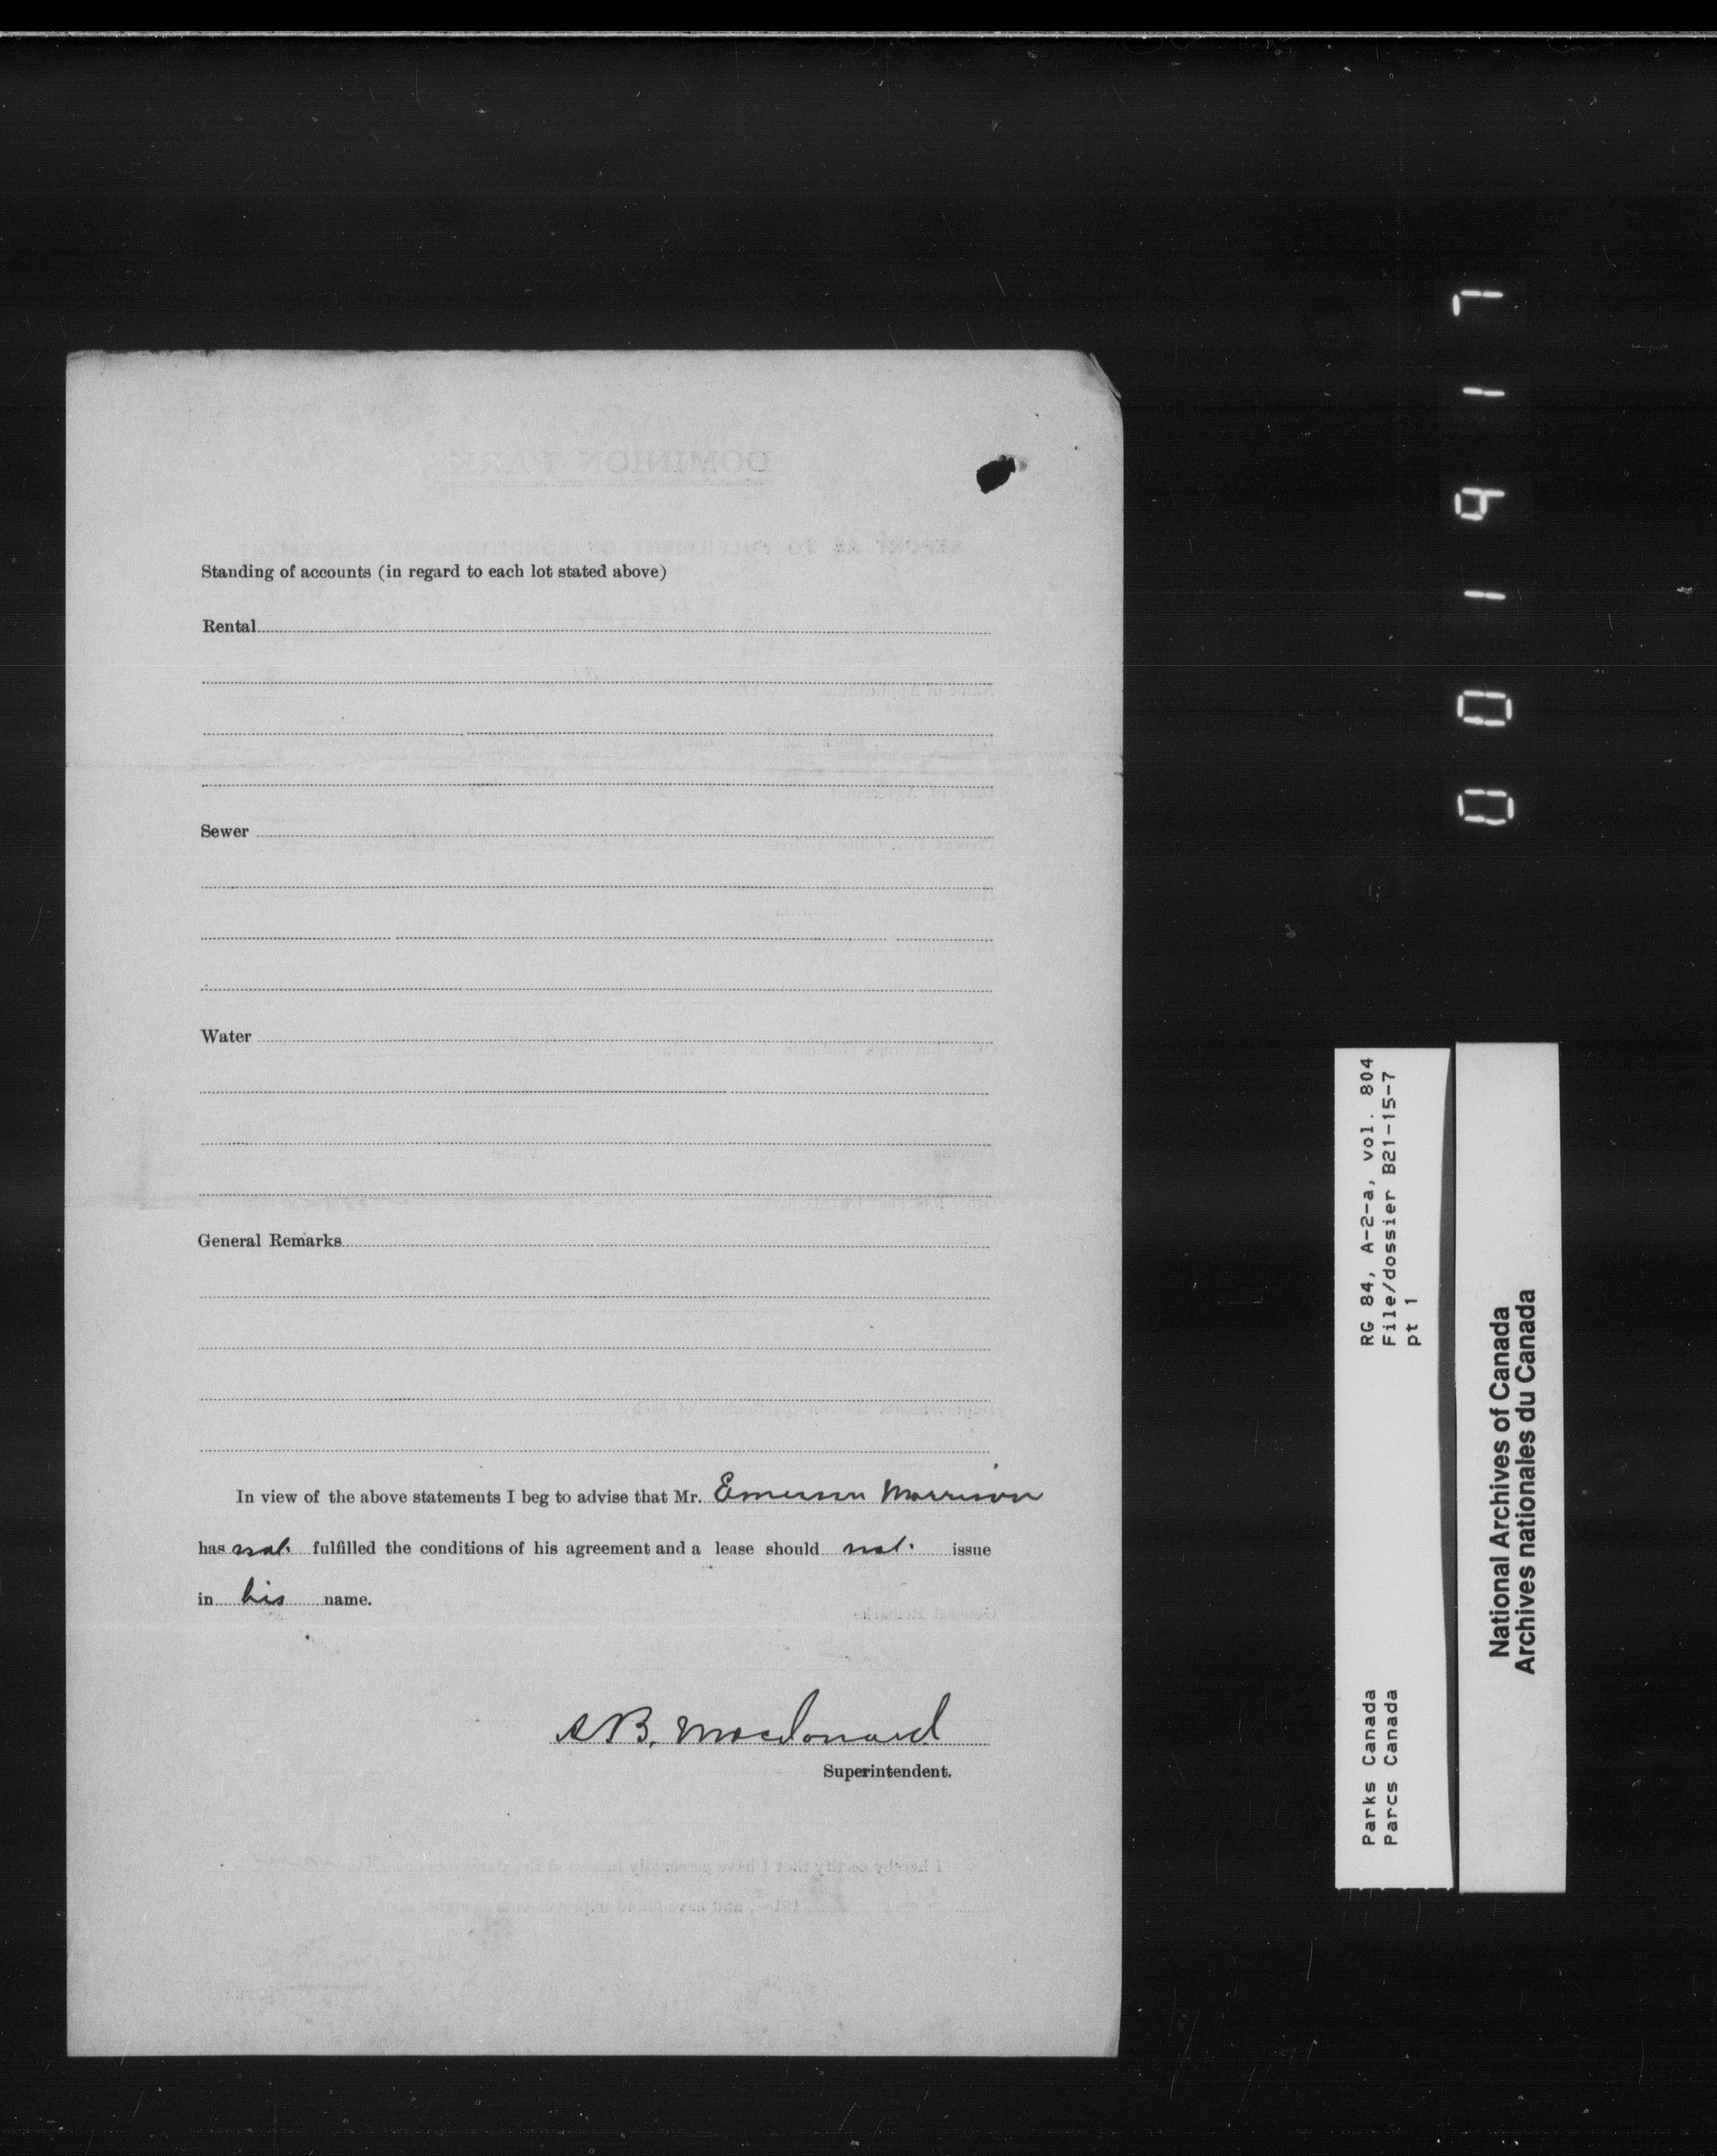 Standing of accounts (in regard to each lot stated above)
Rental
Sewer
Water
General Remarks
In view of the above statements I beg to advise that Mr. Emerson Morrison
has not fulfilled the conditions of his agreement and a lease should not issue
in his name.
S.B. Macdonald
Superintendent.
001917
RG 84, A-2-a, vol. 804
File/dossier B21-15-7
pt 1
Parks Canada
Parcs Canada
National Archives of Canada
Archives nationales du Canada